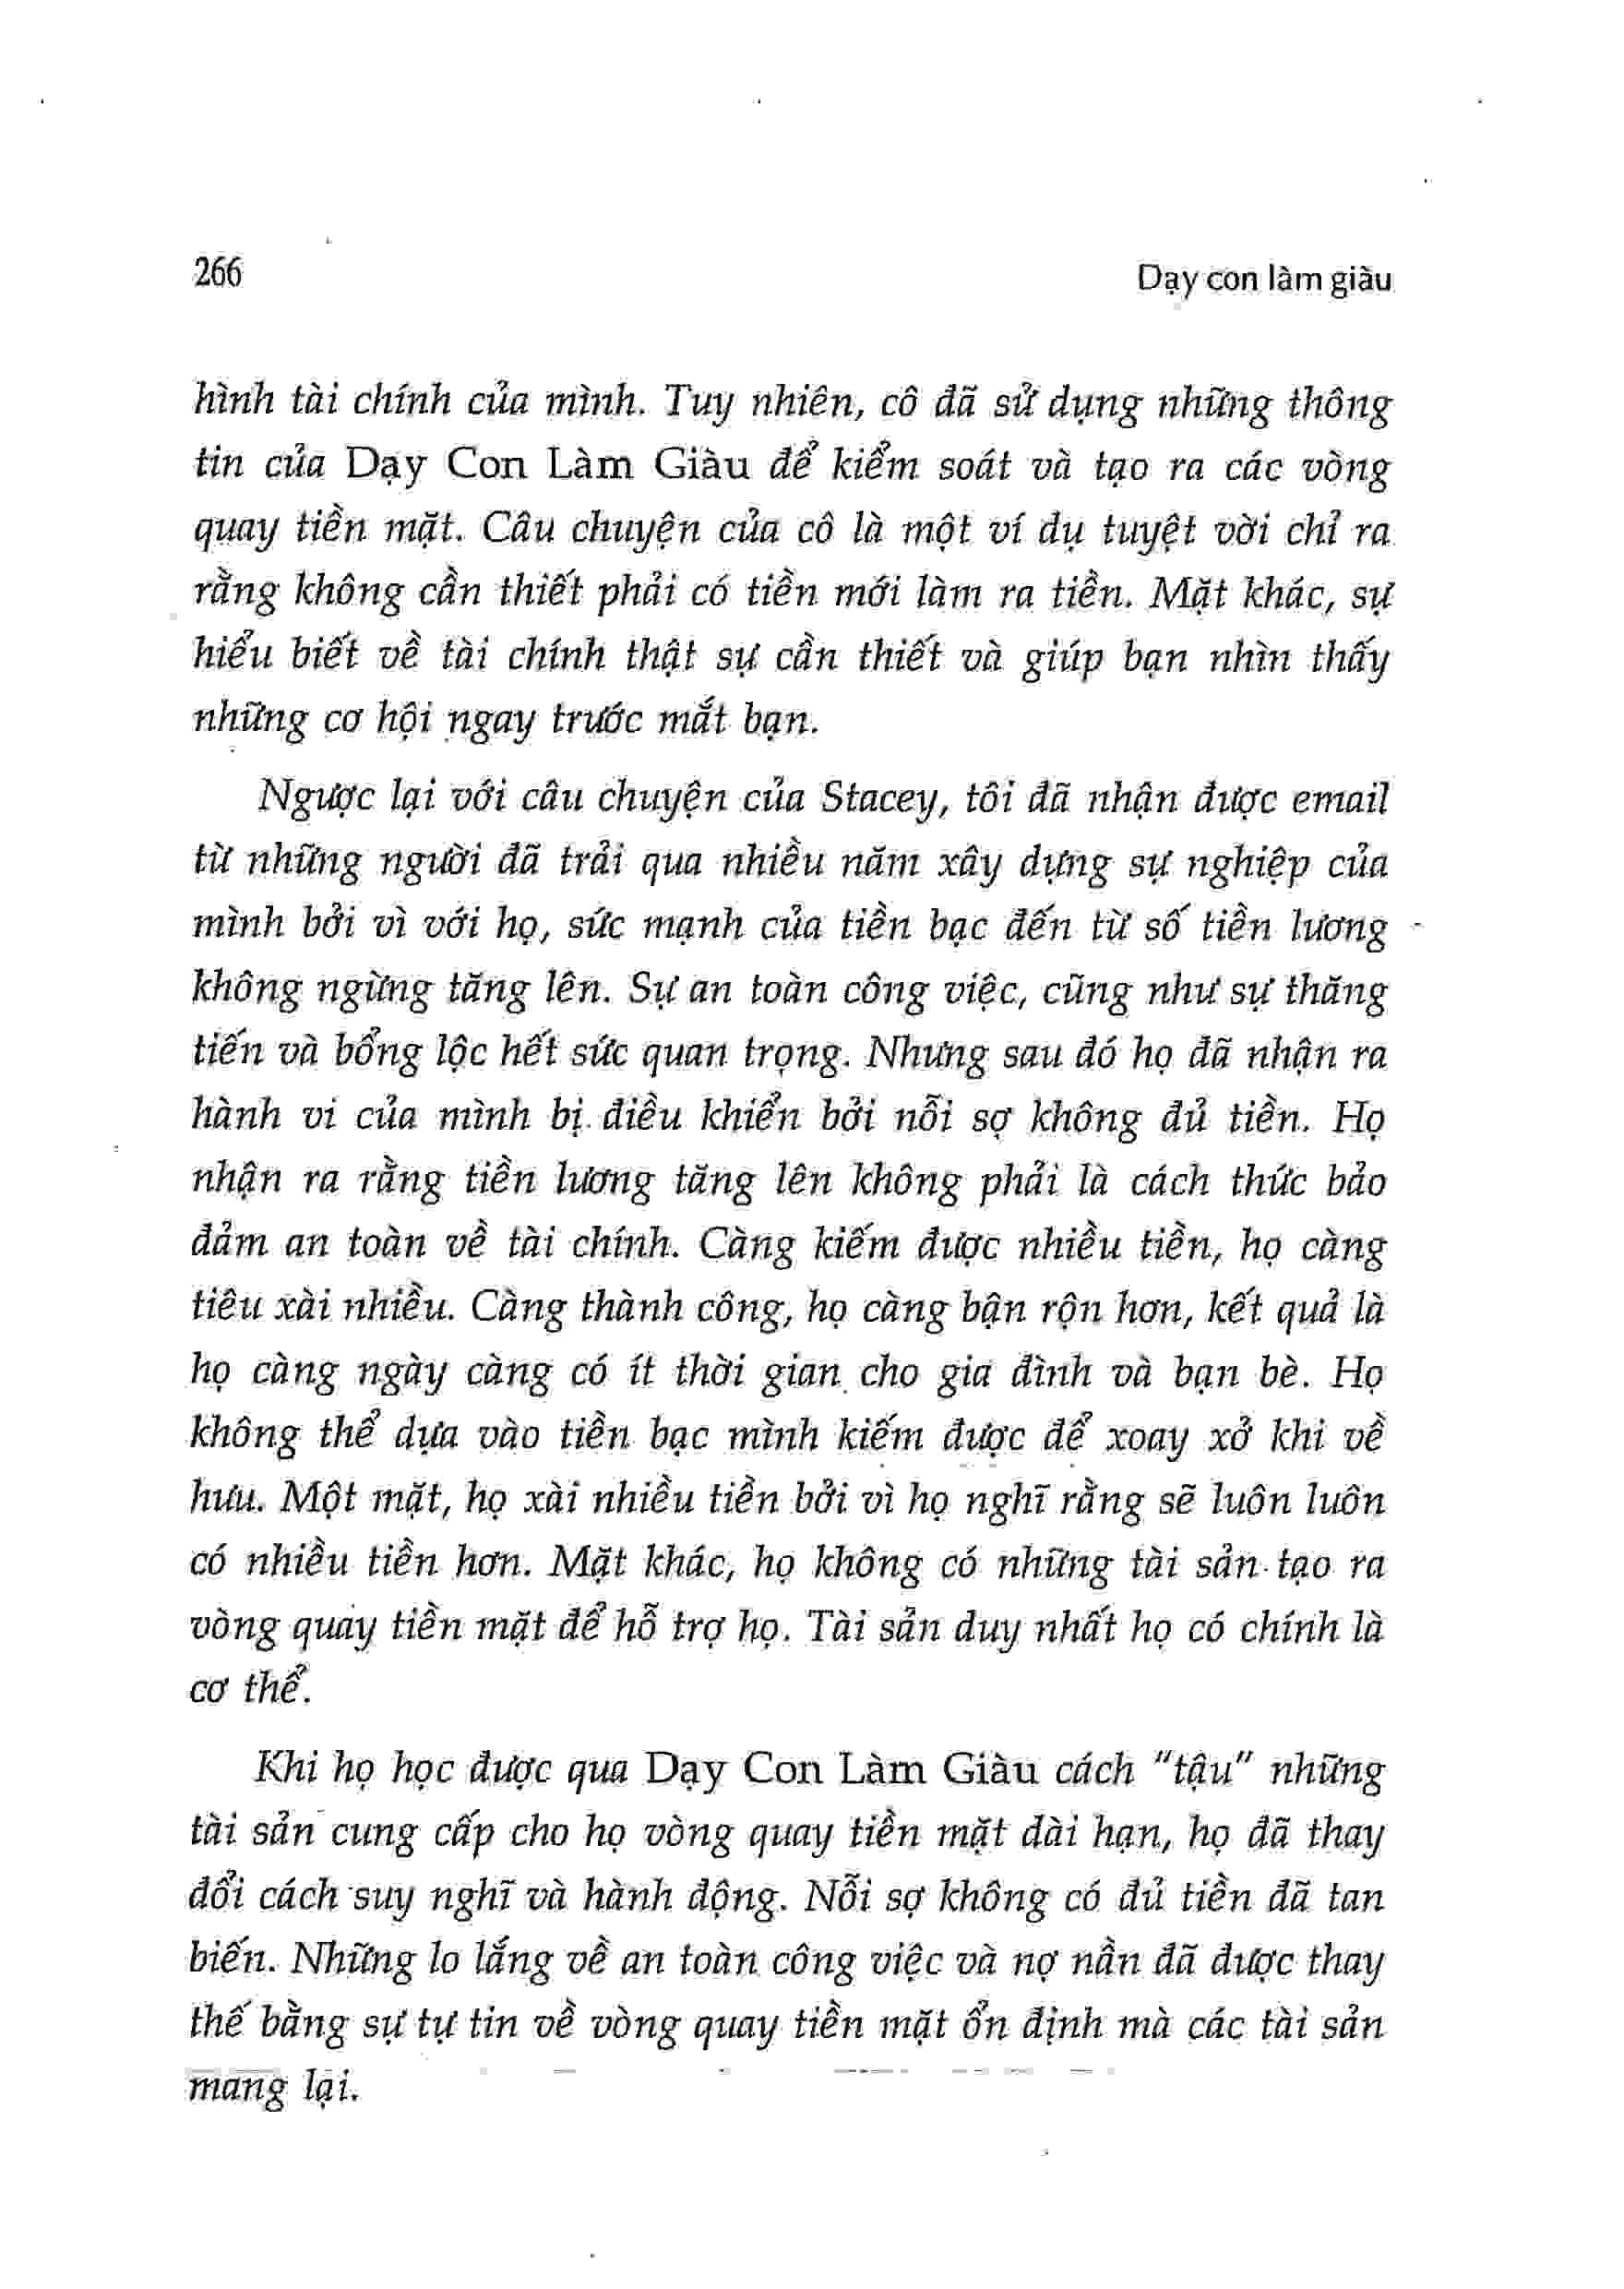 266
Dạy con làm giàu
hình tài chính của mình. Tuy nhiên, cô đã sử dụng những thông
tin của Dạy Con Làm Giàu để kiểm soát và tạo ra các vòng
quay tiền mặt. Câu chuyện của cô là một ví dụ tuyệt vời chỉ ra
rằng không cần thiết phải có tiền mới làm ra tiền. Mặt khác, sự
hiểu biết về tài chính thật sự cần thiết và giúp bạn nhìn thấy
những cơ hội ngay trước mắt bạn.
Ngược lại với câu chuyện của Stacey, tôi đã nhận được email
từ những người đã trải qua nhiều năm xây dựng sự nghiệp của
mình bởi vì với họ, sức mạnh của tiền bạc đến từ số tiền lương
không ngừng tăng lên. Sự an toàn công việc, cũng như sự thăng
tiến và bổng lộc hết sức quan trọng. Nhưng sau đó họ đã nhận ra
hành vi của mình bị điều khiển bởi nỗi sợ không đủ tiền. Họ
nhận ra rằng tiền lương tăng lên không phải là cách thức bảo
đảm an toàn về tài chính. Càng kiếm được nhiều tiền, họ càng
tiêu xài nhiều. Càng thành công, họ càng bận rộn hơn, kết quả là
họ càng ngày càng có ít thời gian cho gia đình và bạn bè. Họ
không thể dựa vào tiền bạc mình kiếm được để xoay xở khi về
hưu. Một mặt, họ xài nhiều tiền bởi vì họ nghĩ rằng sẽ luôn luôn
có nhiều tiền hơn. Mặt khác, họ không có những tài sản tạo ra
vòng quay tiền mặt để hỗ trợ họ. Tài sản duy nhất họ có chính là
cơ thể.
Khi họ học được qua Dạy Con Làm Giàu cách "tậu" những
tài sản cung cấp cho họ vòng quay tiền mặt dài hạn, họ đã thay
đổi cách suy nghĩ và hành động. Nỗi sợ không có đủ tiền đã tan
biến. Những lo lắng về an toàn công việc và nợ nần đã được thay
thế bằng sự tự tin về vòng quay tiền mặt ổn định mà các tài sản
mang lại.